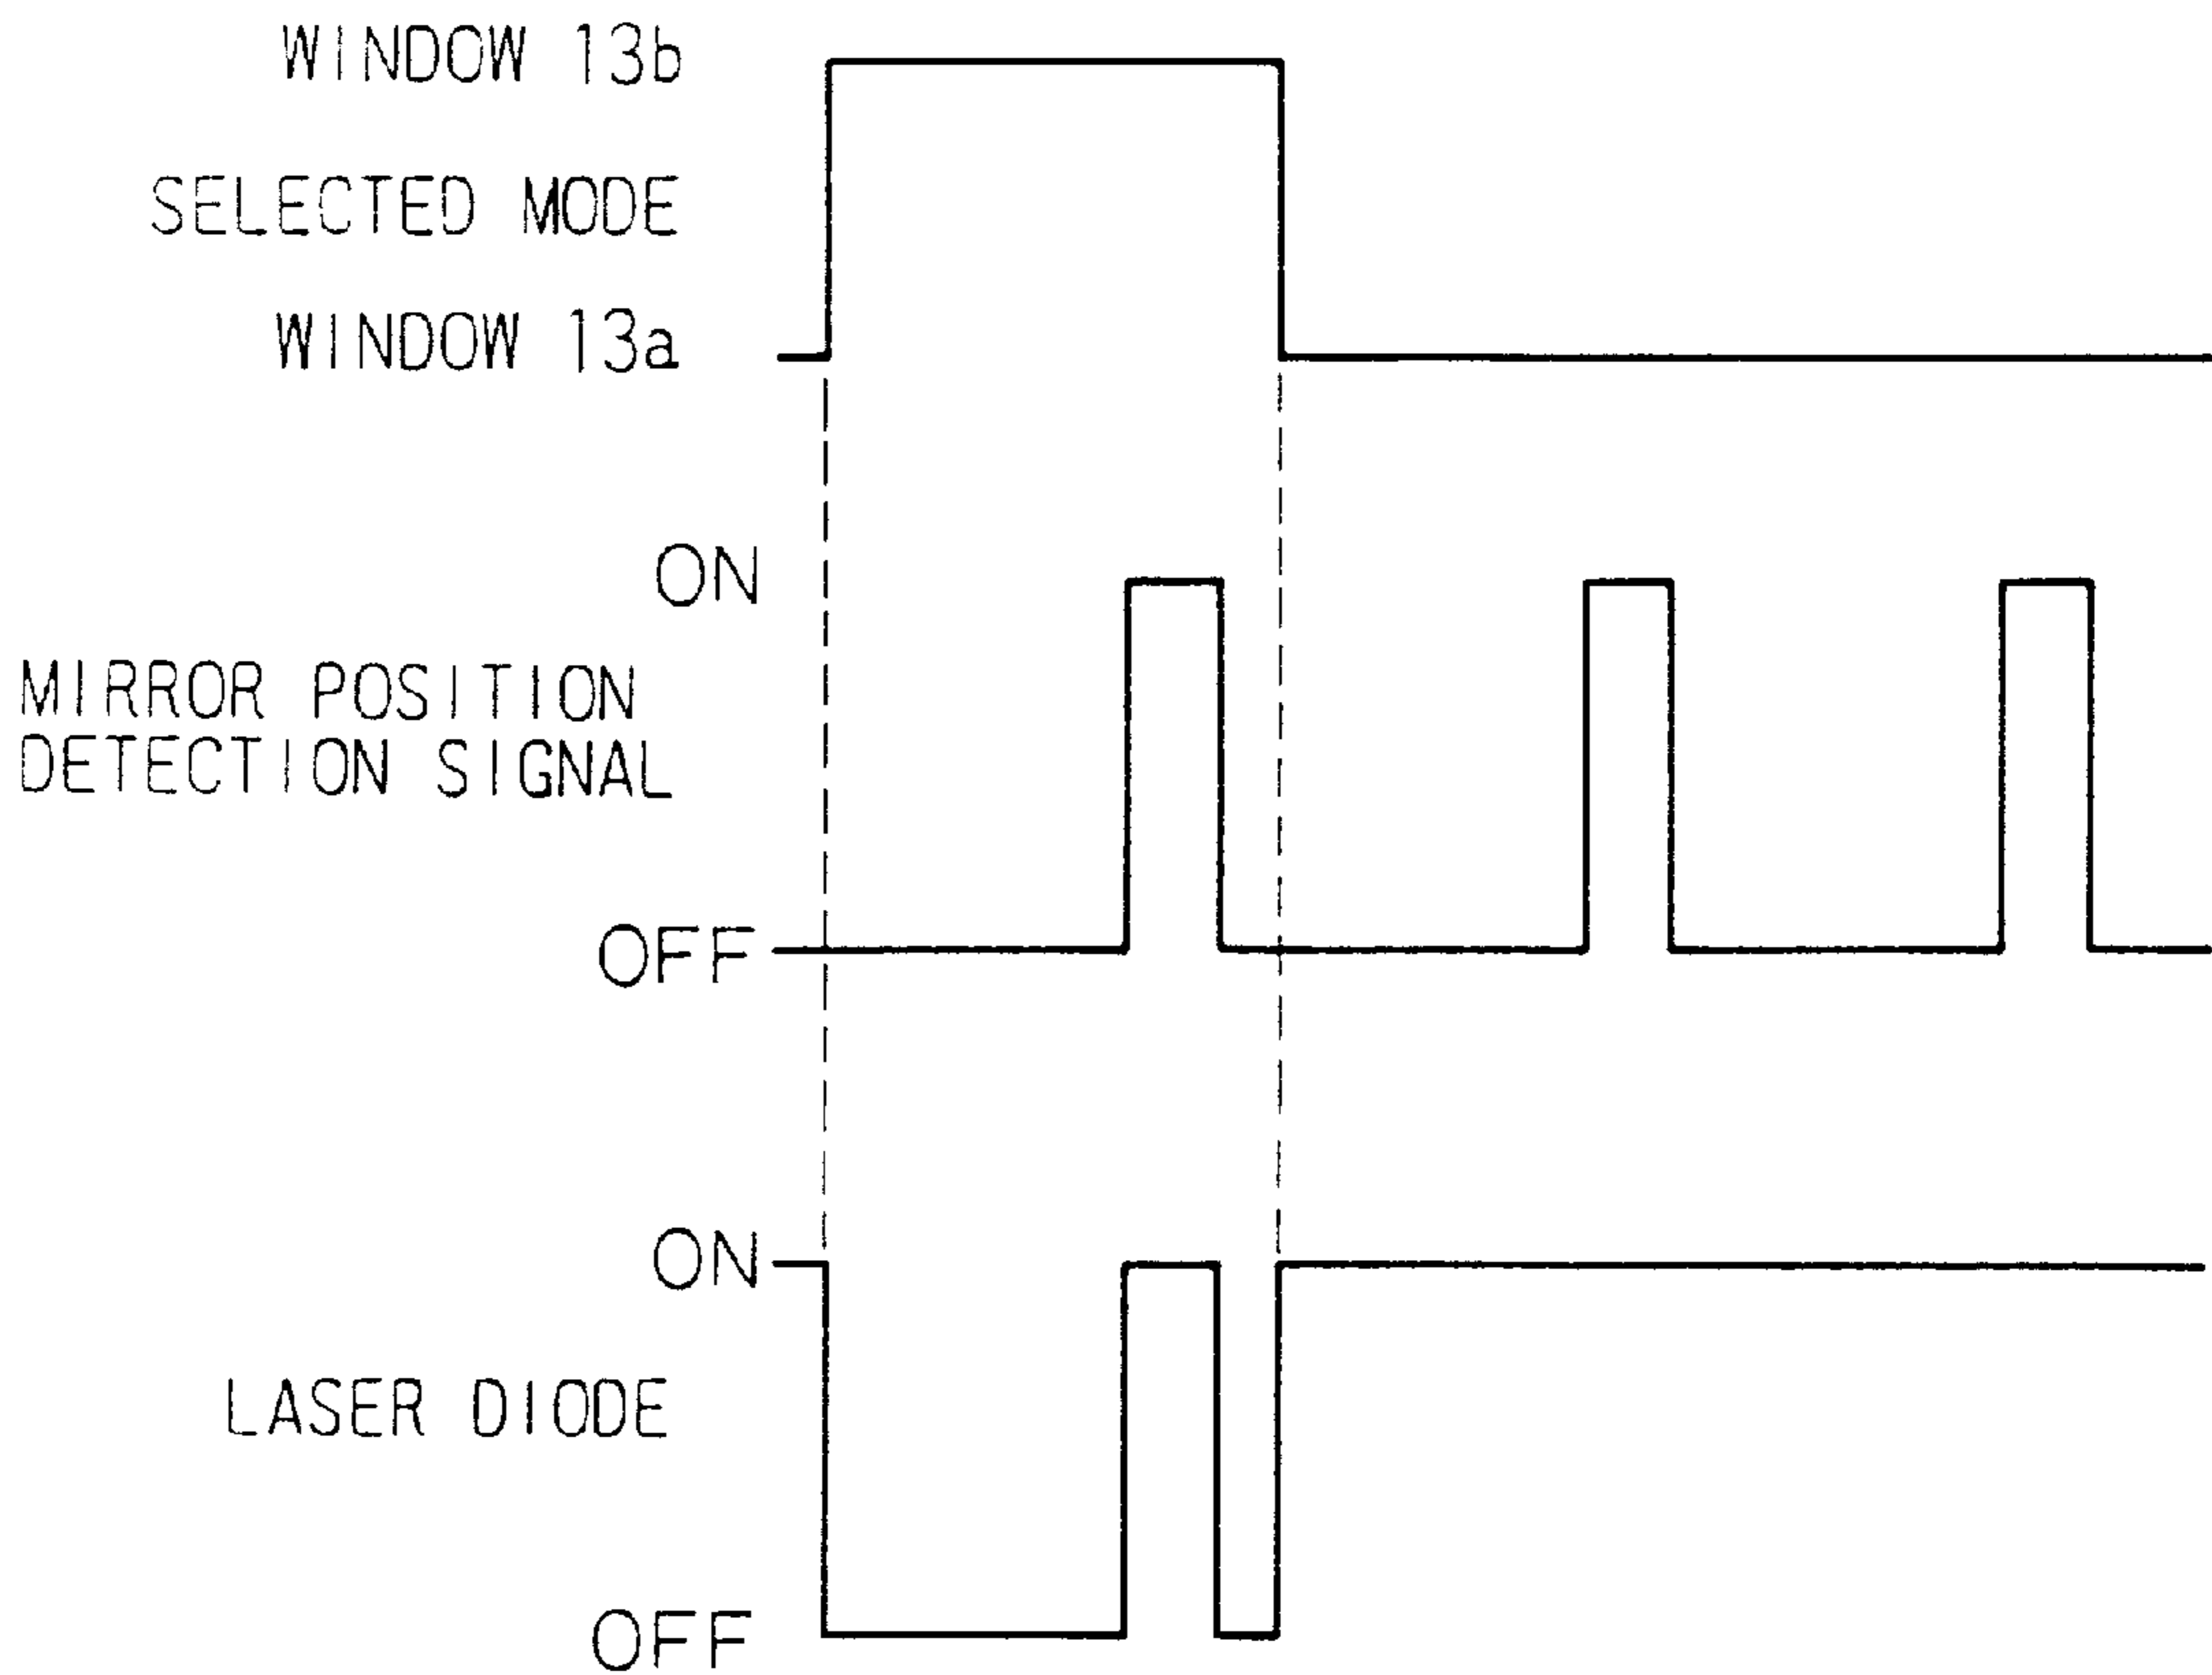 WINDOW 13b
SELECTED MODE
WINDOW 13a
ON
MIRROR POSITION
DETECTION SIGNAL
OFF
ON
LASER DIODE
OFF